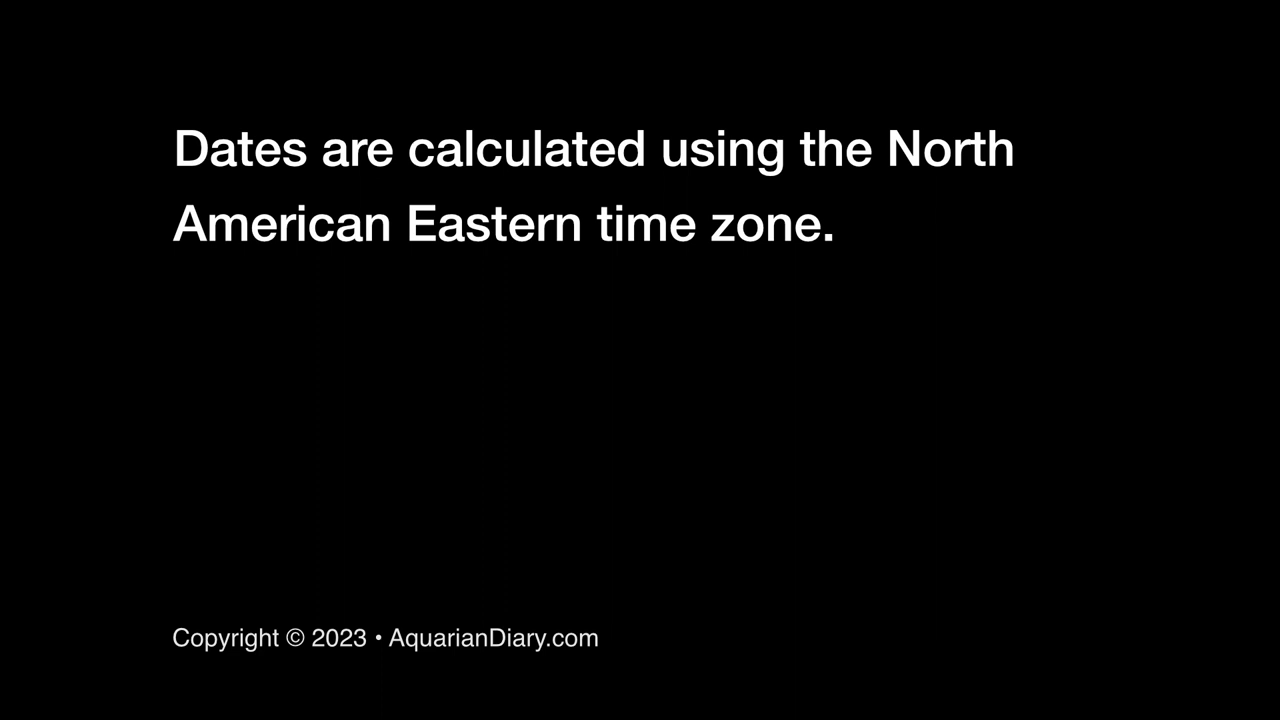 Dates are calculated using the North
American Eastern time zone.
Copyright © 2023 • AquarianDiary.com